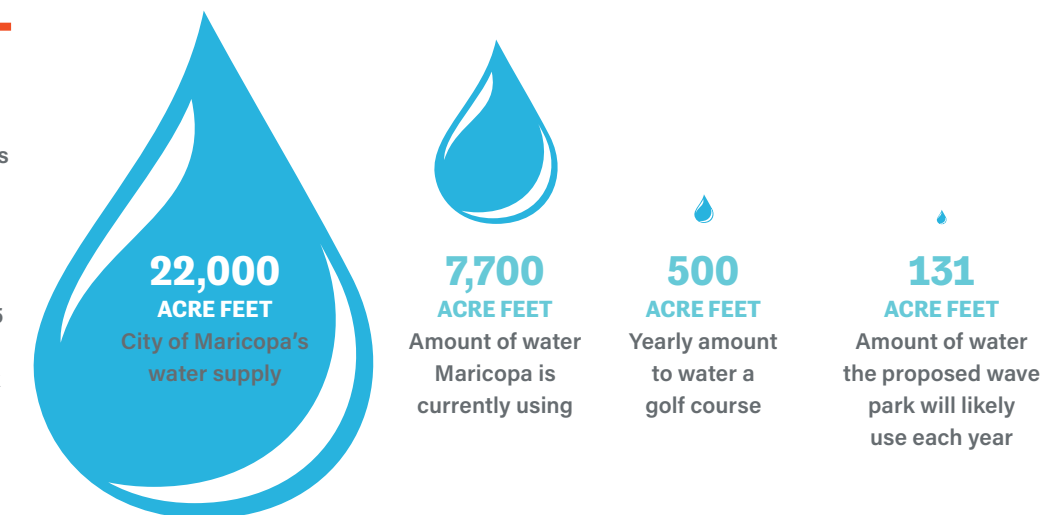 s
5
22,000
ACRE FEET
City of Maricopa's
water supply
7,700
ACRE FEET
Amount of water
Maricopa is
currently using
500
ACRE FEET
Yearly amount
to water a
golf course
131
ACRE FEET
Amount of water
the proposed wave
park will likely
use each year